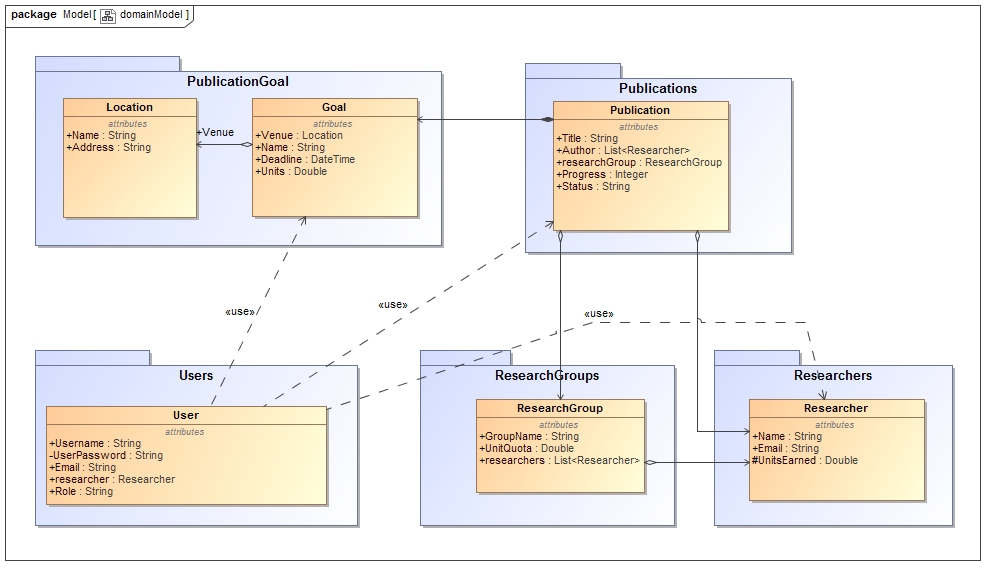 package Model[ domainModel ]
PublicationGoal
Location
attributes
+Name : String
+Address : String
+Venue
Goal
attributes
+Venue : Location
+Name : String
+Deadline : DateTime
+Units : Double
Publications
Publication
attributes
+Title : String
+Author : List<Researcher>
+researchGroup : ResearchGroup
+Progress : Integer
+Status : String
«use»
«use»
«use»
Users
User
attributes
+Username : String
-UserPassword : String
+Email : String
+researcher : Researcher
+Role : String
ResearchGroups
ResearchGroup
attributes
+GroupName : String
+UnitQuota : Double
+researchers : List<Researcher>
Researchers
Researcher
attributes
+Name : String
+Email : String
#UnitsEarned : Double